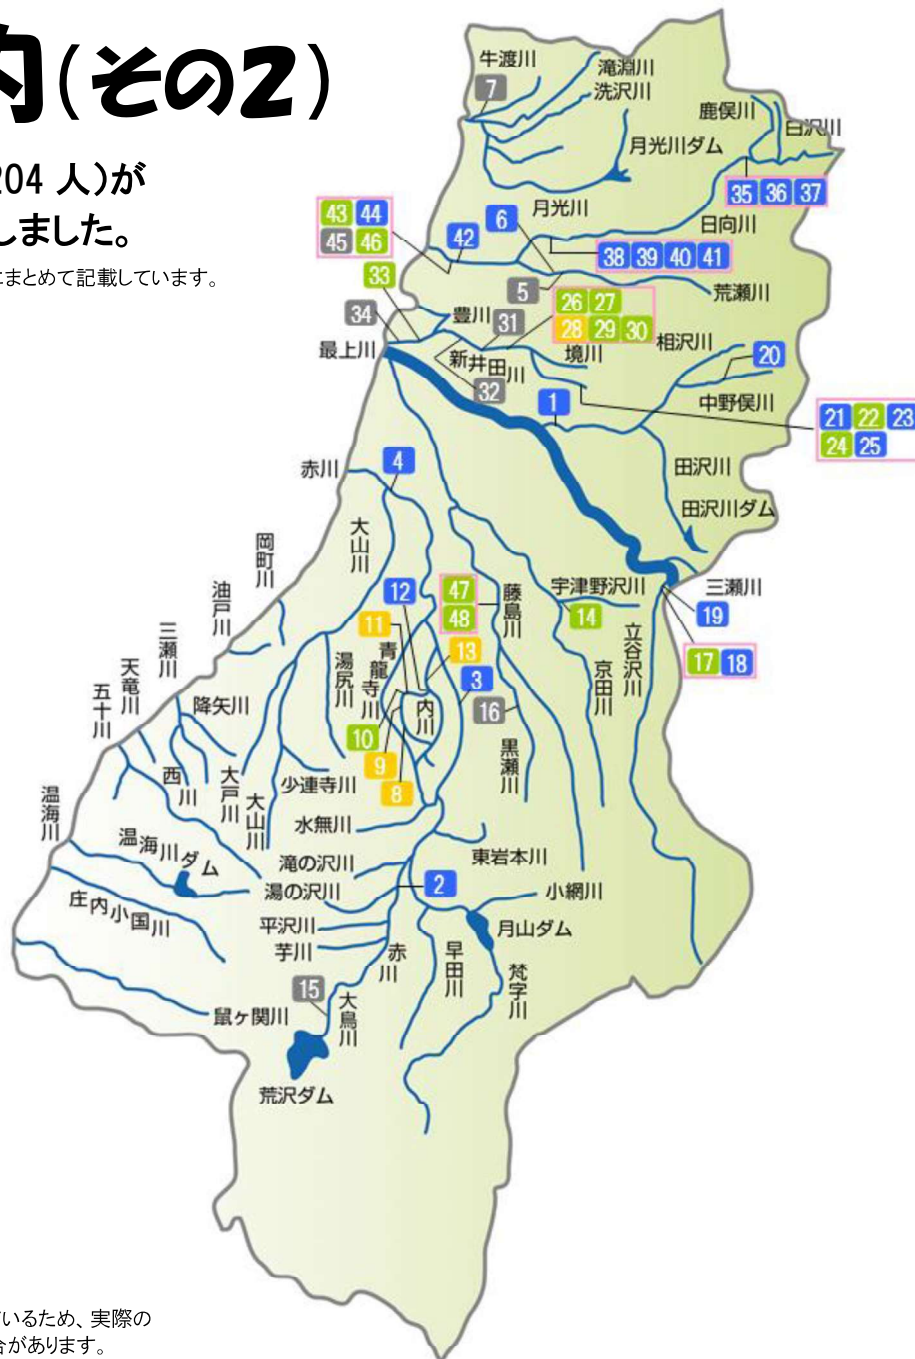 内(その2)
204 人)が
しました。
にまとめて記載しています。
牛渡川
7
滝淵川
洗沢川
鹿俣川
白沢川
月光川ダム
35 36 37
43 44
45 46
月光川
6
42
日向川
38 39 40 41
33
5
荒瀬川
26 27
28 29 30
34
豊川
31
最上川
新井田川
境川
相沢川
20
32
1
中野俣川
21 22 23
24 25
4
赤川
田沢川
田沢川ダム
大山川
岡町川
油戸川
三瀬川
天竜川
五十川
12
47
48
藤島川
宇津野沢川
14
三瀬川
19
立谷沢川
17 18
11
青龍寺川
13
3
湯尻川
内川
16
京田川
降矢川
10
9
8
黒瀬川
西川
大戸川
大山川
少連寺川
水無川
温海川
温海川ダム
滝の沢川
東岩本川
湯の沢川
2
小網川
庄内小国川
平沢川
月山ダム
芋川
赤川
早田川
梵字川
15
大鳥川
鼠ヶ関川
荒沢ダム
いるため、実際の
合があります。